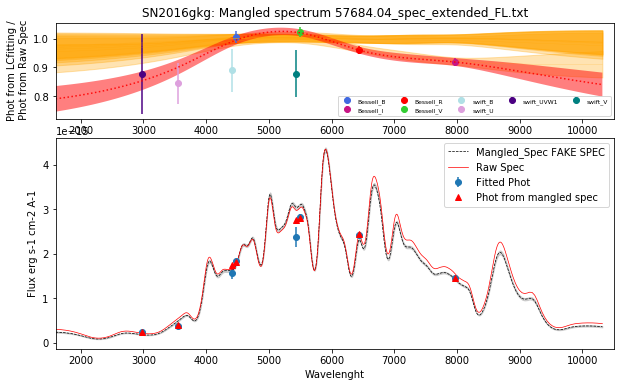 SN2016gkg: Mangled spectrum 57684.04_spec_extended_FL.txt
Phot from LCfitting /
Phot from Raw Spec
1.0
0.9
0.8
Bessell_B
Bessell_I
Bessell_R
Bessell_V
swift_B
swift_U
swift_UVW1
swift_V
2000 3000 4000 5000 6000 7000 8000 9000 10000
Flux erg s-1 cm-2 A-1
4
3
2
1
0
Mangled_Spec FAKE SPEC
Raw Spec
Fitted Phot
Phot from mangled spec
2000 3000 4000 5000 6000 7000 8000 9000 10000
Wavelenght